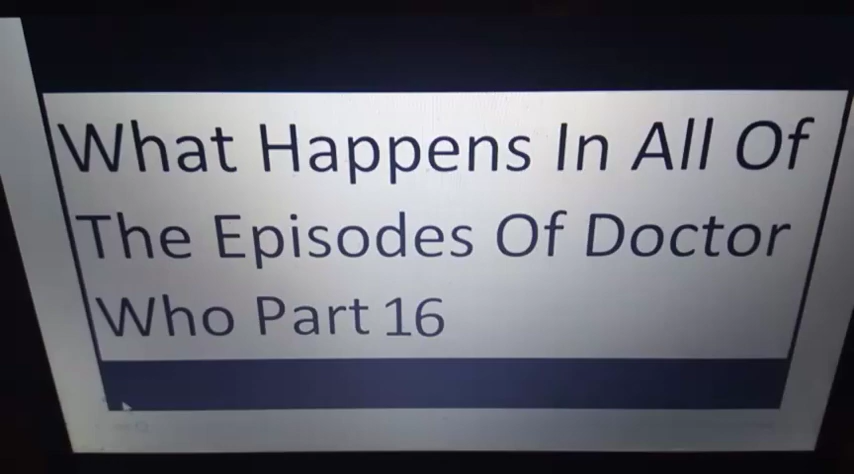 What Happens In All Of
The Episodes Of Doctor
Who Part 16